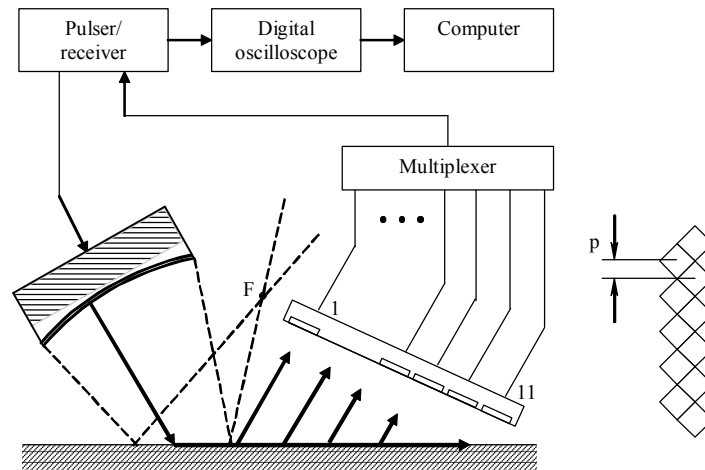 Pulser/
receiver
Digital
oscilloscope
Computer
Multiplexer
• • •
p
F
1
11